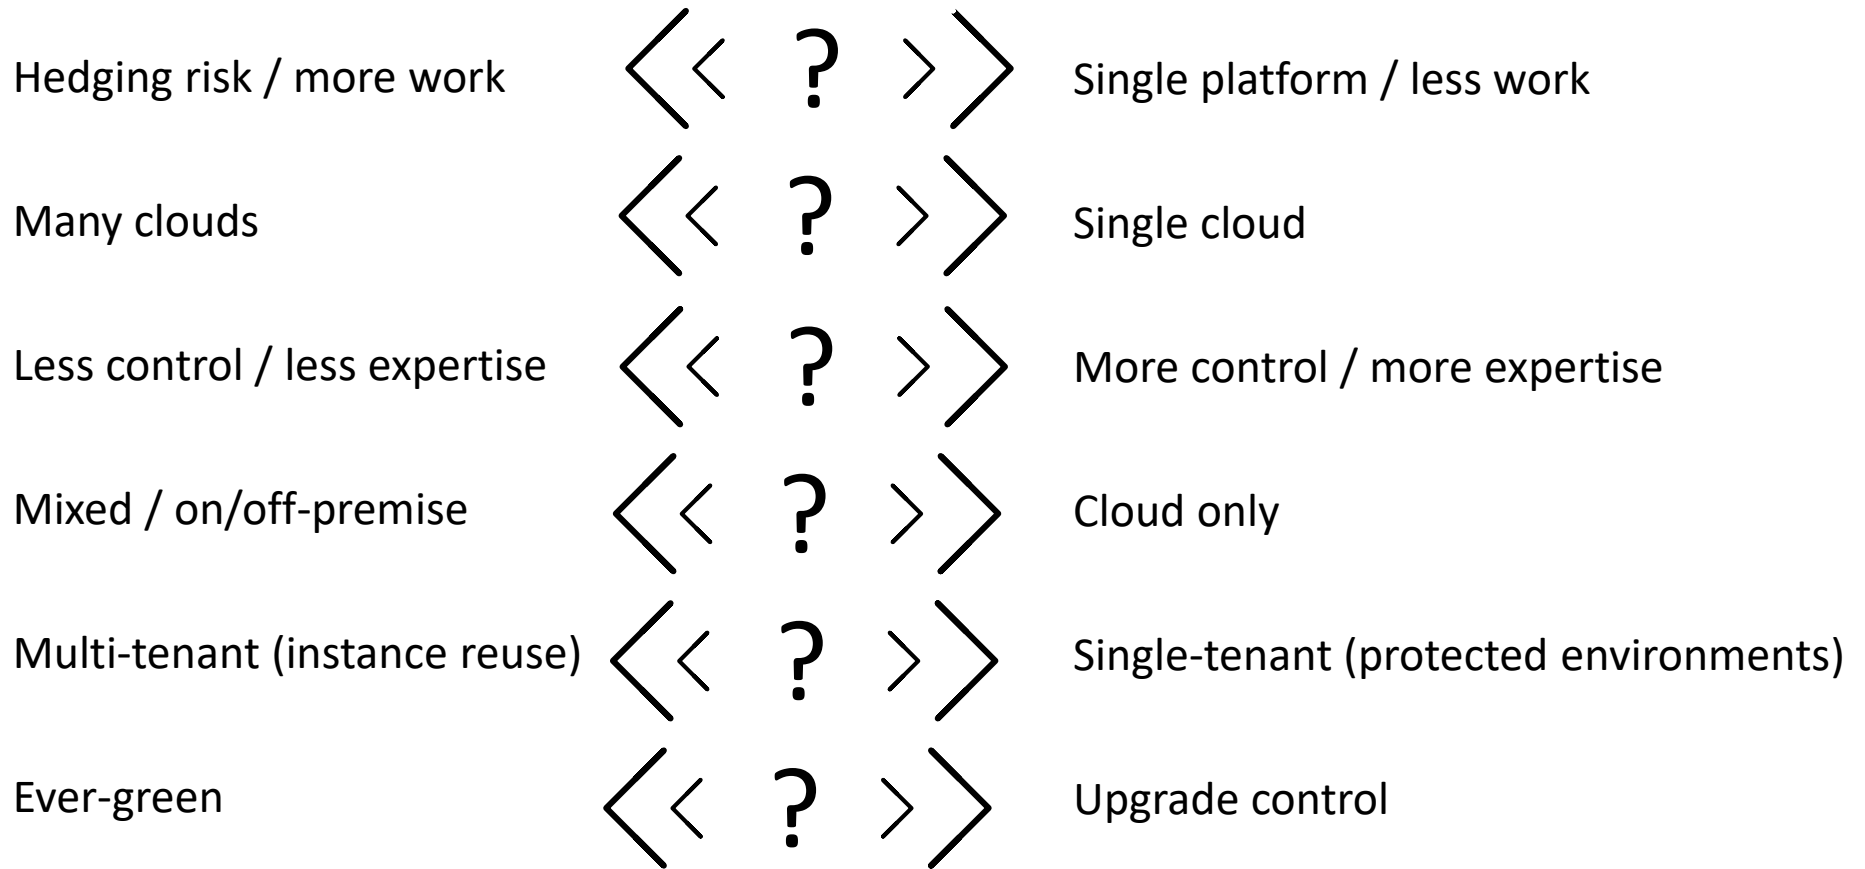 Hedging risk / more work ? Single platform / less work
Many clouds ? Single cloud
Less control / less expertise ? More control / more expertise
Mixed / on/off-premise ? Cloud only
Multi-tenant (instance reuse) ? Single-tenant (protected environments)
Ever-green ? Upgrade control